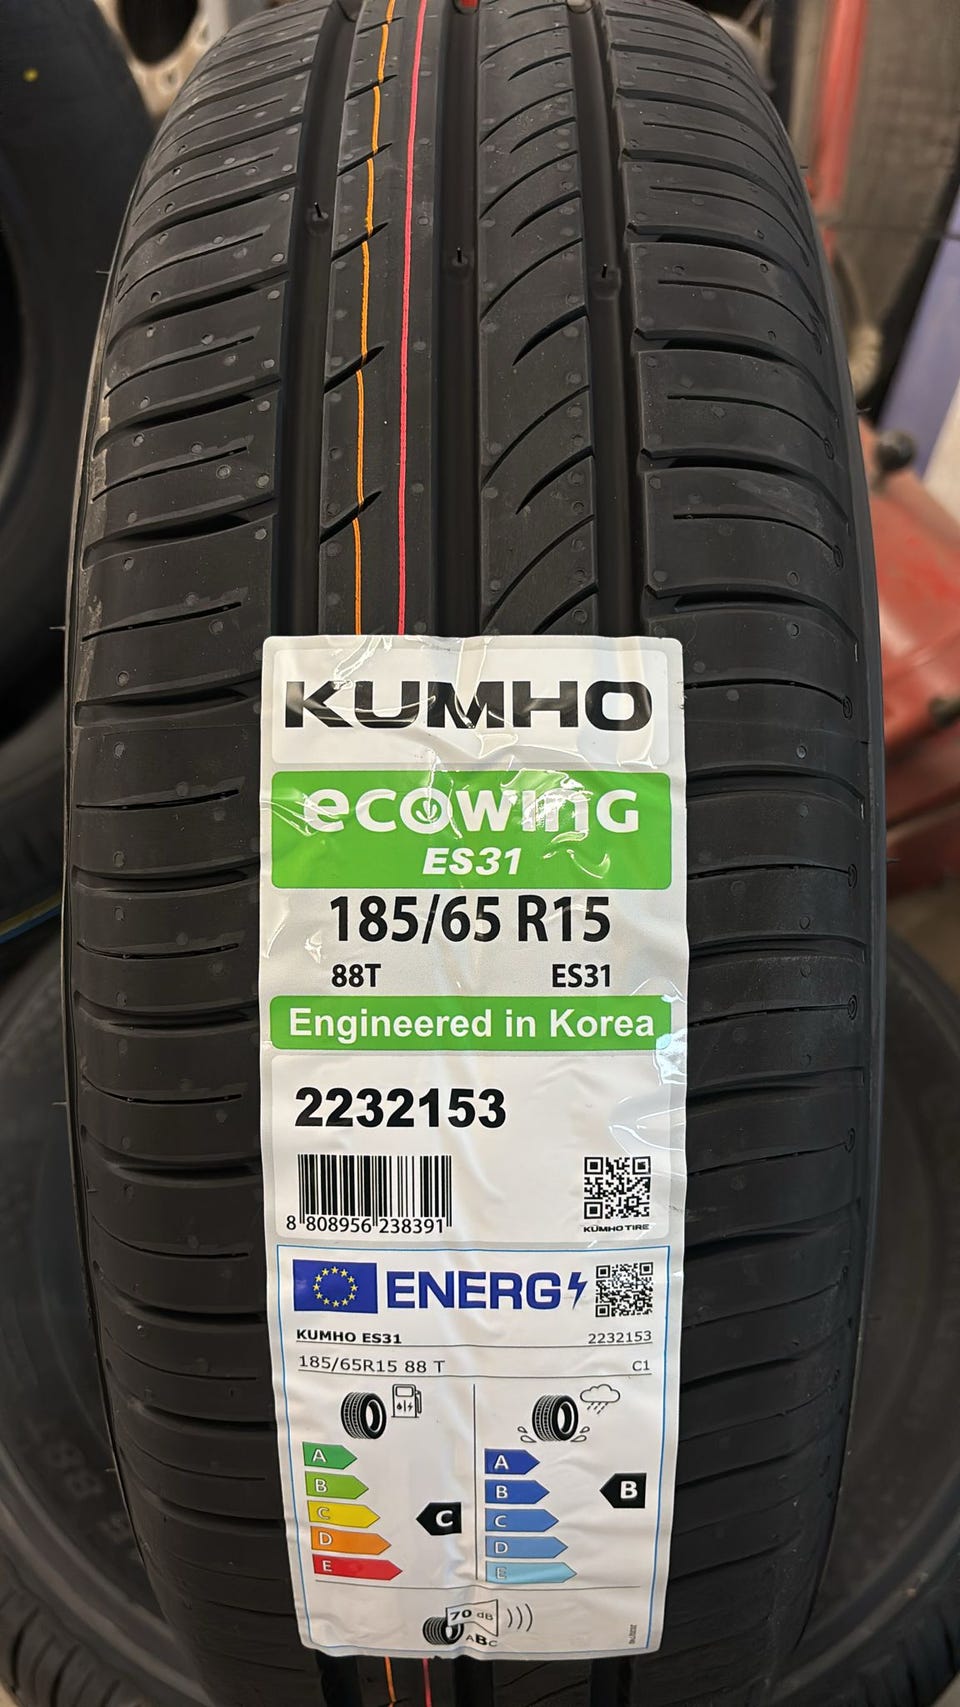 KUMHO
ecowing
ES31
185/65 R15
88T ES31
Engineered in Korea
2232153
8 808956 238391
KUMHO TIRE
ENERG
KUMHO ES31 2232153
185/65R15 88 T C1
A A
B B B
C C C
D D
E E
70 dB
ABC